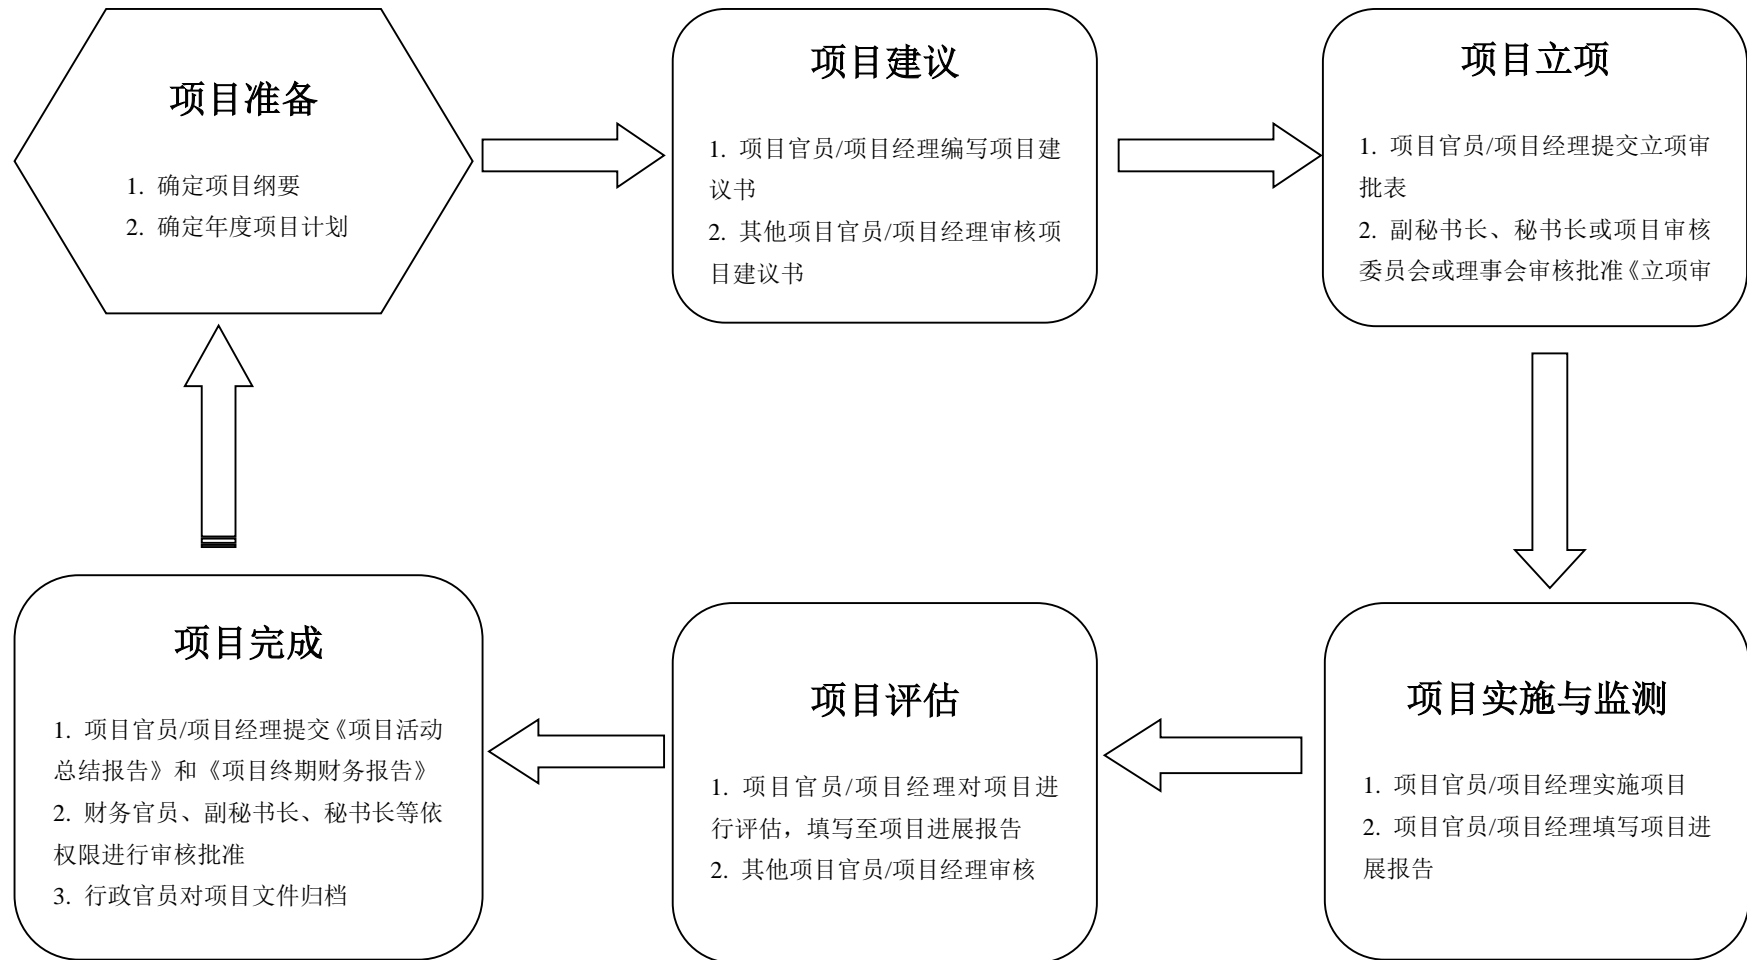 项目准备
1. 确定项目纲要
2. 确定年度项目计划
项目建议
1. 项目官员/项目经理编写项目建
议书
2. 其他项目官员/项目经理审核项
目建议书
项目立项
1. 项目官员/项目经理提交立项审
批表
2. 副秘书长、秘书长或项目审核
委员会或理事会审核批准《立项审
项目实施与监测
1. 项目官员/项目经理实施项目
2. 项目官员/项目经理填写项目进
展报告
项目评估
1. 项目官员/项目经理对项目进
行评估，填写至项目进展报告
2. 其他项目官员/项目经理审核
项目完成
1. 项目官员/项目经理提交《项目活动
总结报告》和《项目终期财务报告》
2. 财务官员、副秘书长、秘书长等依
权限进行审核批准
3. 行政官员对项目文件归档